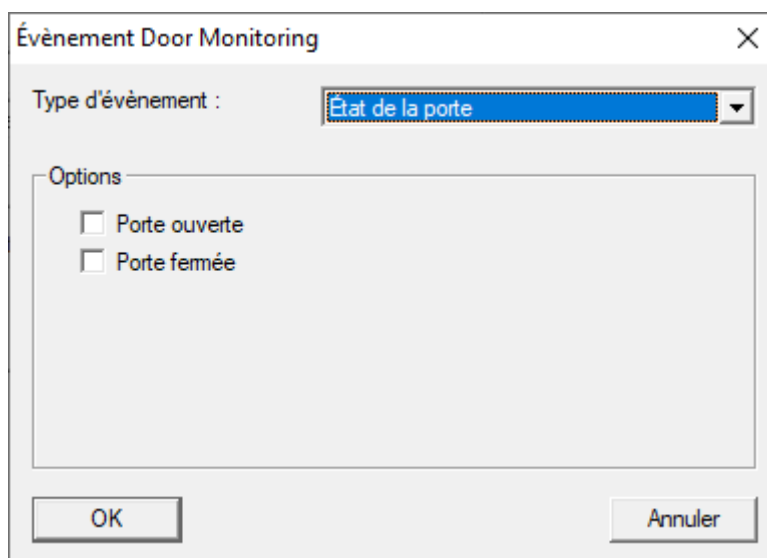 Évènement Door Monitoring
Type d'évènement :
État de la porte
Options
Porte ouverte
Porte fermée
OK
Annuler